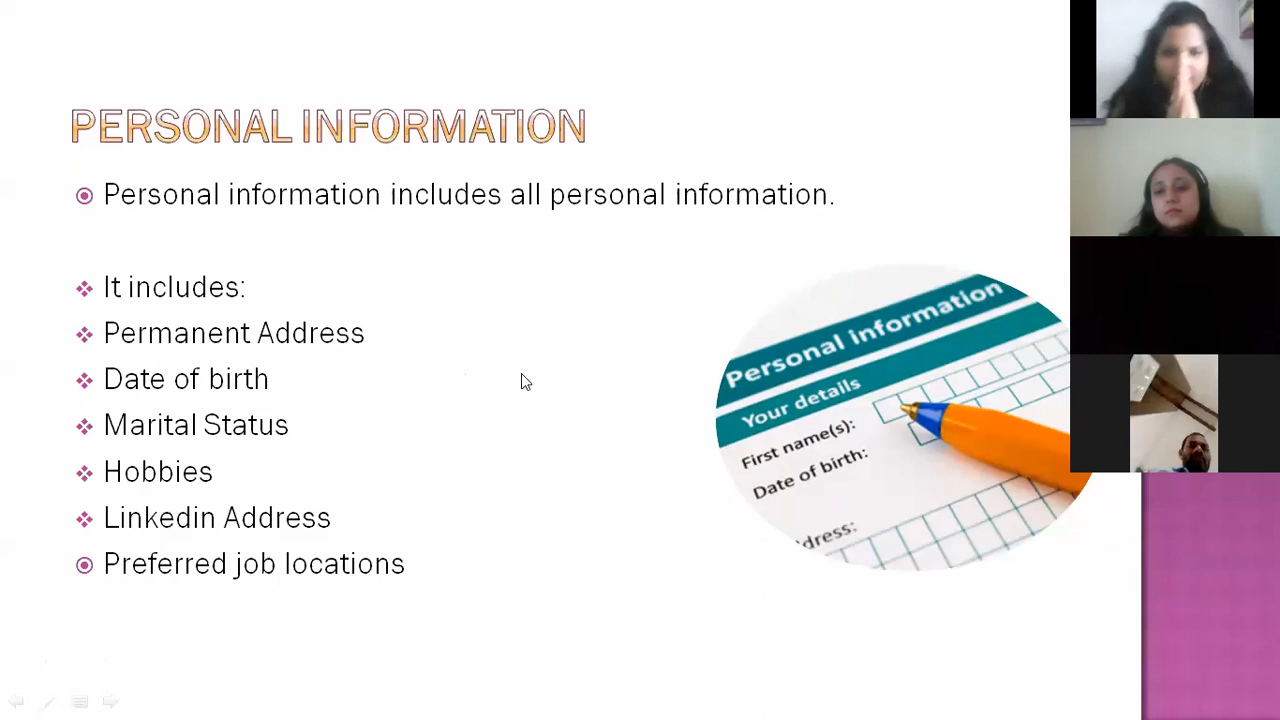 PERSONAL INFORMATION
Personal information includes all personal information.
It includes:
Permanent Address
Date of birth
Marital Status
Hobbies
Linkedin Address
Preferred job locations
Personal information
Your details
First name(s):
Date of birth: